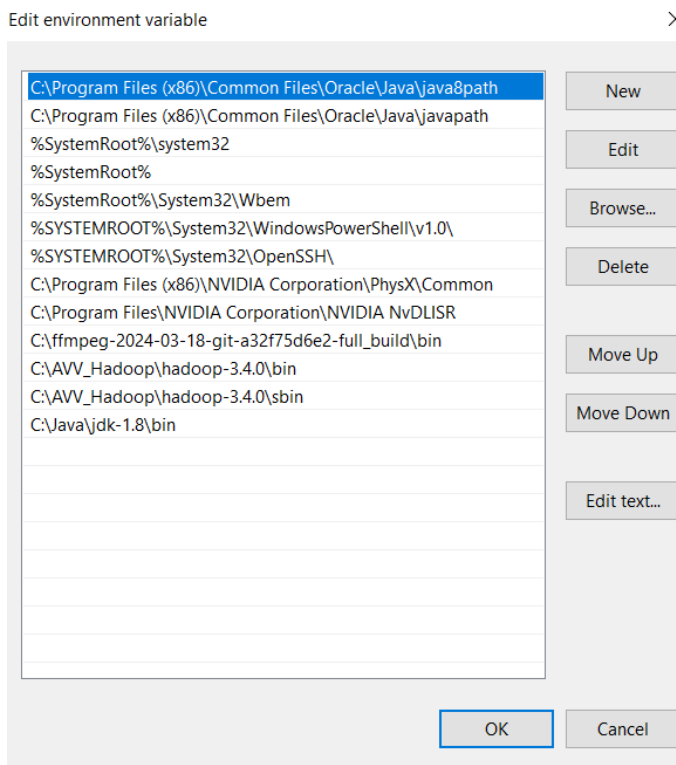 Edit environment variable
C:\Program Files (x86)\Common Files\Oracle\Java\java8path
New
C:\Program Files (x86)\Common Files\Oracle\Java\javapath
%SystemRoot%\system32
Edit
%SystemRoot%
%SystemRoot%\System32\Wbem
Browse...
%SYSTEMROOT%\System32\WindowsPowerShell\v1.0\
%SYSTEMROOT%\System32\OpenSSH\
Delete
C:\Program Files (x86)\NVIDIA Corporation\PhysX\Common
C:\Program Files\NVIDIA Corporation\NVIDIA NvDLISR
C:\ffmpeg-2024-03-18-git-a32f75d6e2-full_build\bin
Move Up
C:\AVV_Hadoop\hadoop-3.4.0\bin
C:\AVV_Hadoop\hadoop-3.4.0\sbin
Move Down
C:\Java\jdk-1.8\bin
Edit text...
OK
Cancel